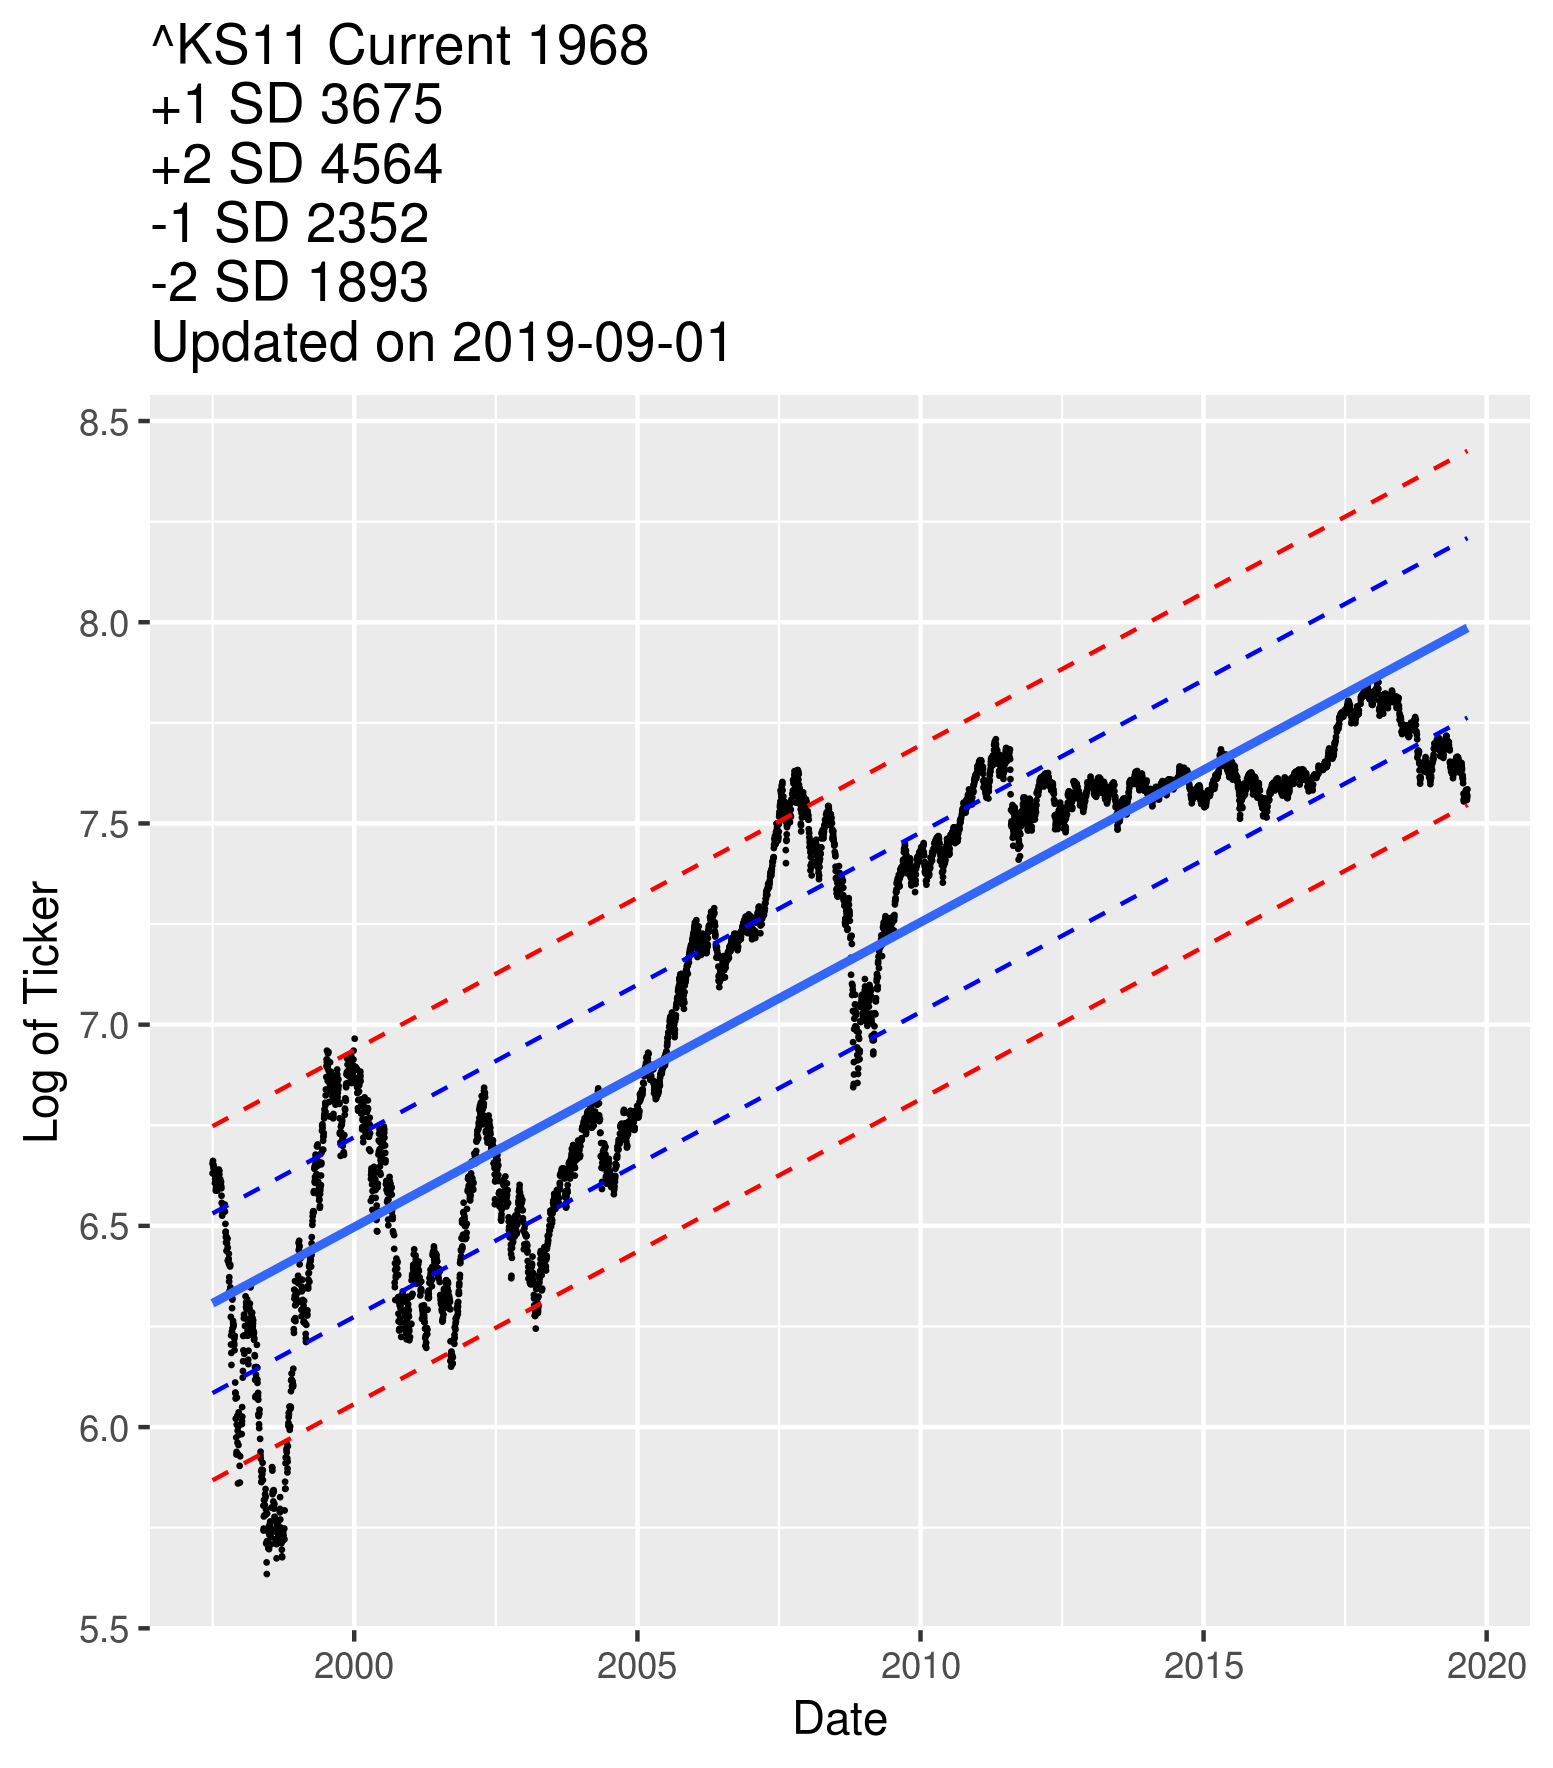 ^KS11 Current 1968
+1 SD 3675
+2 SD 4564
-1 SD 2352
-2 SD 1893
Updated on 2019-09-01
8.5
8.0
7.5
7.0
6.5
6.0
5.5
Log of Ticker
2000 2005 2010 2015 2020
Date